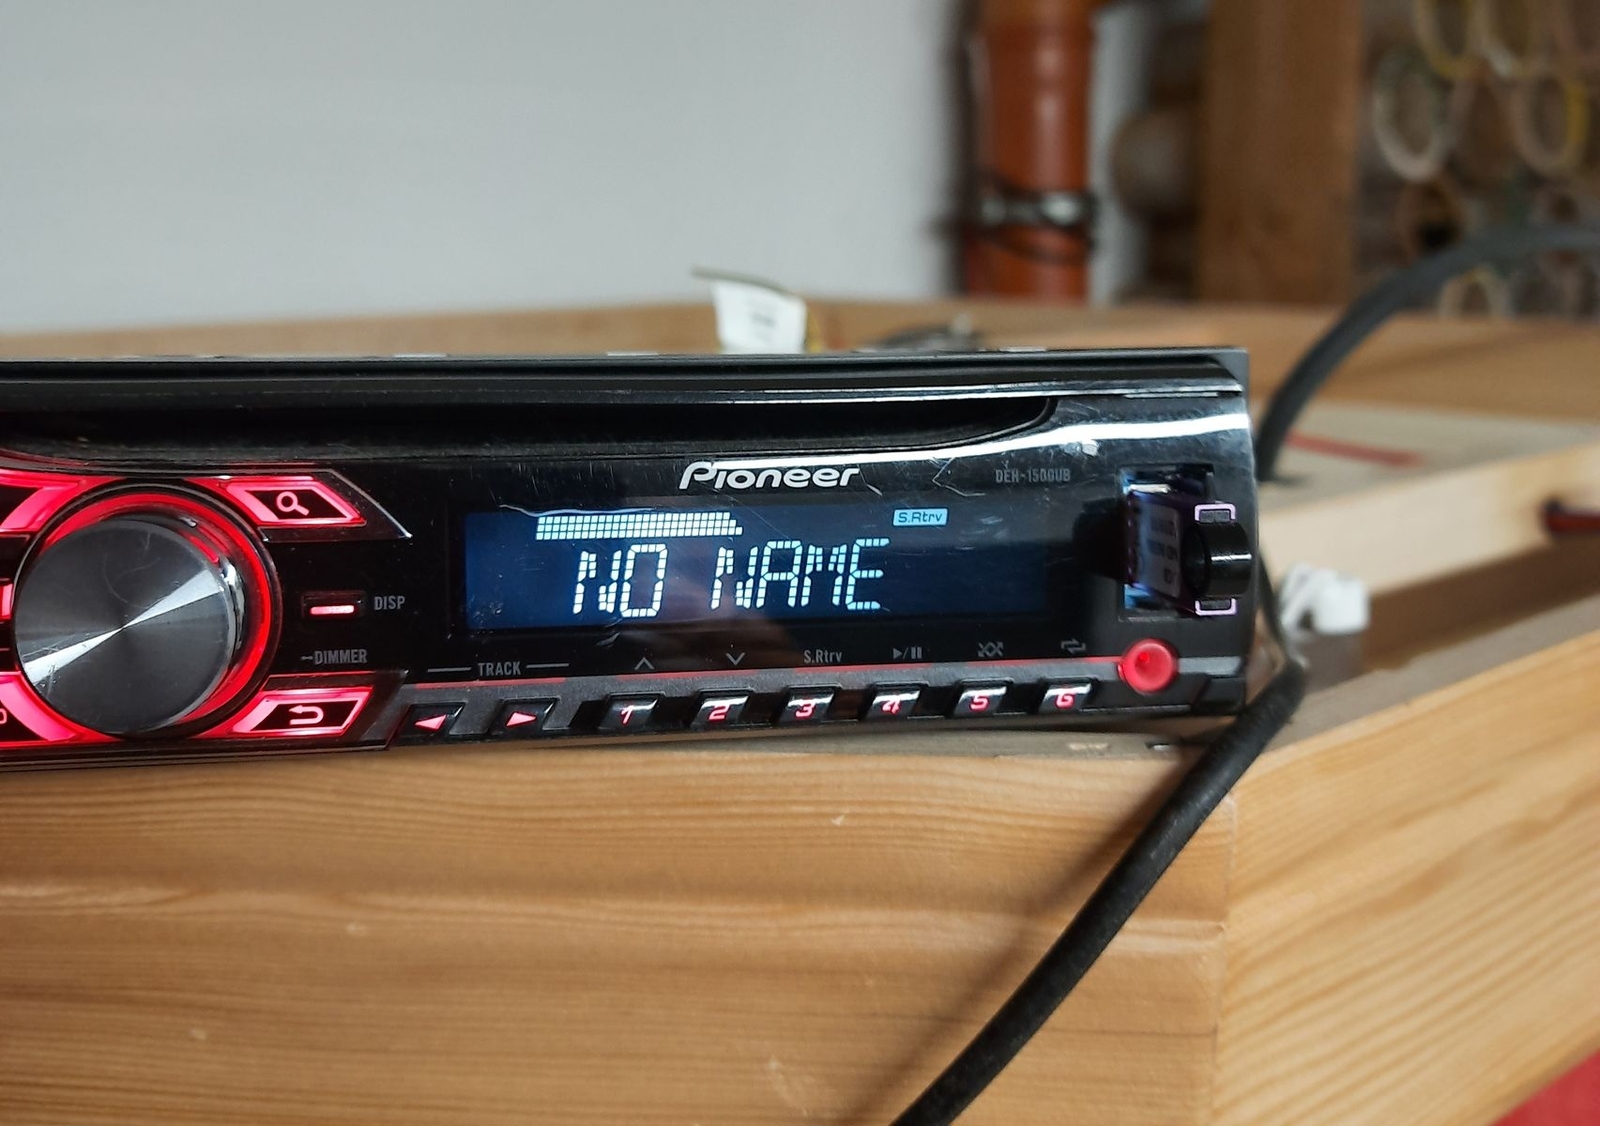 Pioneer
DEH-1500UB
S.Rtrv
NO NAME
DISP
DIMMER
TRACK
S.Rtrv
1 2 3 4 5 6